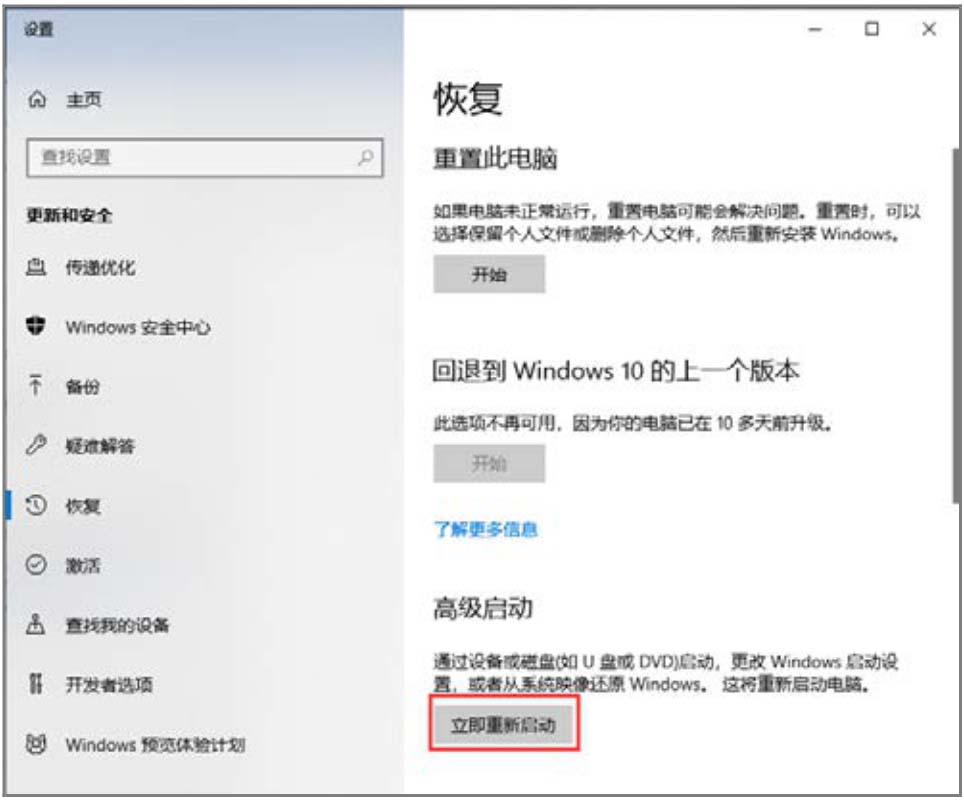 设置
主页
查找设置
更新和安全
传递优化
Windows 安全中心
备份
疑难解答
恢复
激活
查找我的设备
开发者选项
Windows 预览体验计划
恢复
重置此电脑
如果电脑未正常运行，重置电脑可能会解决问题。重置时，可以
选择保留个人文件或删除个人文件，然后重新安装 Windows。
开始
回退到 Windows 10 的上一个版本
此选项不再可用，因为你的电脑已在 10 多天前升级。
开始
了解更多信息
高级启动
通过设备或磁盘(如 U 盘或 DVD)启动，更改 Windows 启动设
置，或者从系统映像还原 Windows。 这将重新启动电脑。
立即重新启动